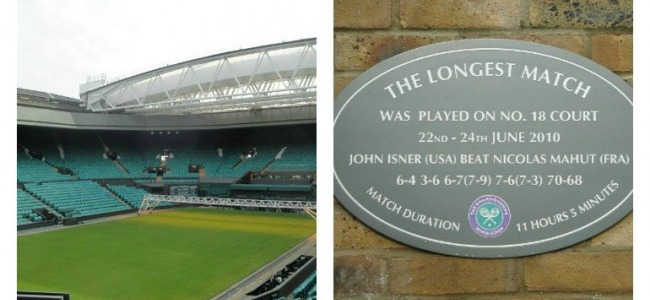 THE LONGEST MATCH
WAS PLAYED ON NO. 18 COURT
22ND - 24TH JUNE 2010
JOHN ISNER (USA) BEAT NICOLAS MAHUT (FRA)
6-4 3-6 6-7(7-9) 7-6(7-3) 70-68
MATCH DURATION 11 HOURS 5 MINUTES